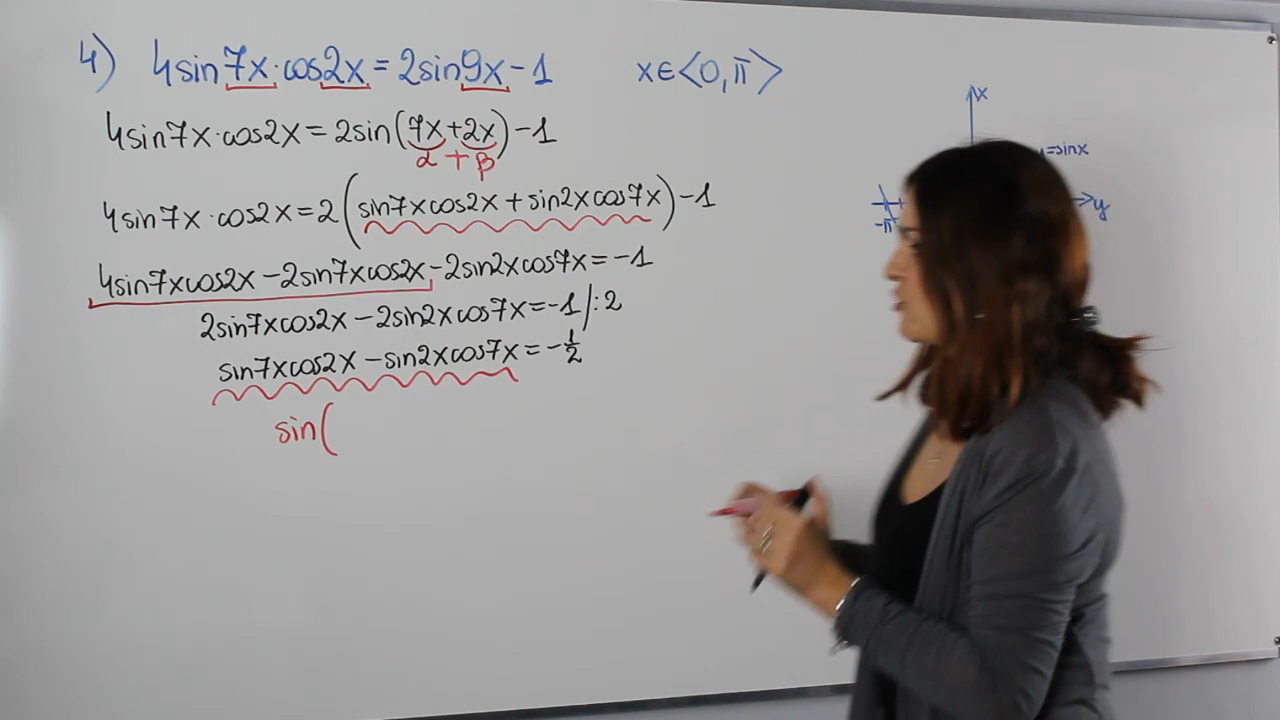 4) 4sin7x·cos2x=2sin9x-1 x∈<0,π>
4sin7x·cos2x=2sin(7x+2x)-1
α+β
4sin7x·cos2x=2(sin7xcos2x+sin2xcos7x)-1
4sin7xcos2x-2sin7xcos2x-2sin2xcos7x=-1
2sin7xcos2x-2sin2xcos7x=-1/:2
sin7xcos2x-sin2xcos7x=-1/2
sin(
x
=sinx
y
-π